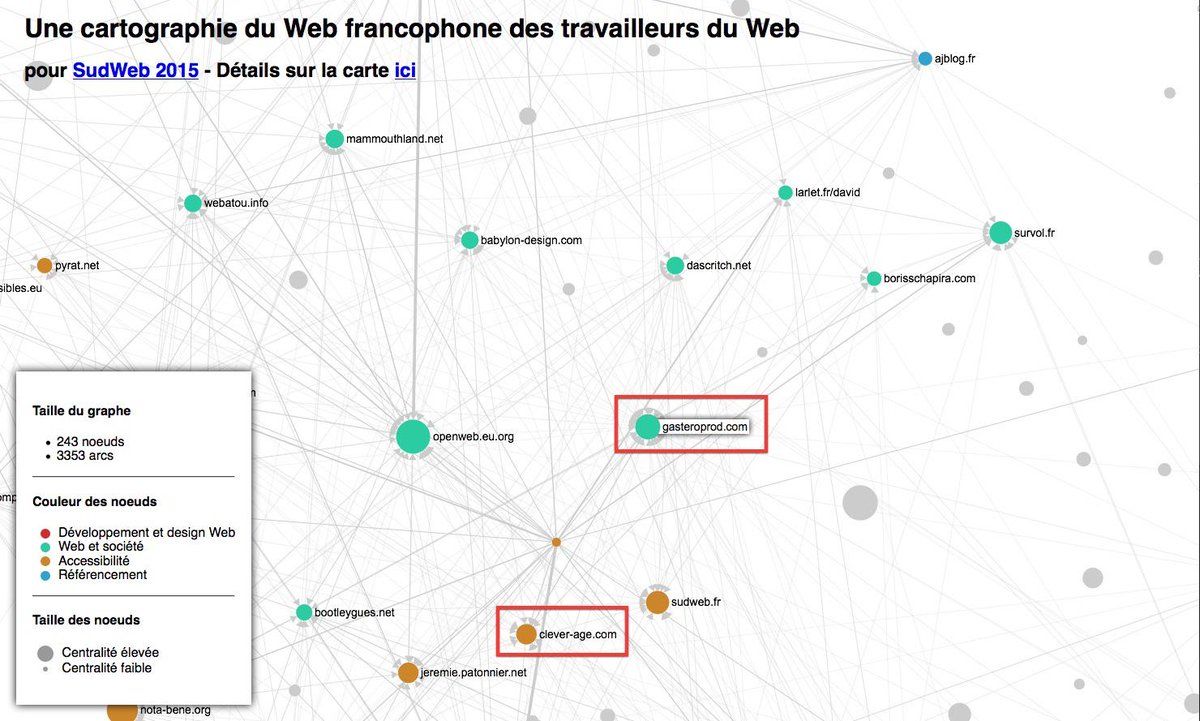 Une cartographie du Web francophone des travailleurs du Web
pour SudWeb 2015 - Détails sur la carte ici
ajblog.fr
mammouthland.net
larlet.fr/david
webatou.info
survol.fr
babylon-design.com
pyrat.net
dascritch.net
borisschapira.com
sibles.eu
Taille du graphe
• 243 noeuds
• 3353 arcs
Couleur des noeuds
Développement et design Web
Web et société
Accessibilité
Référencement
Taille des noeuds
Centralité élevée
Centralité faible
gasteroprod.com
openweb.eu.org
sudweb.fr
bootleygues.net
clever-age.com
jeremie.patonnier.net
nota-bene.org